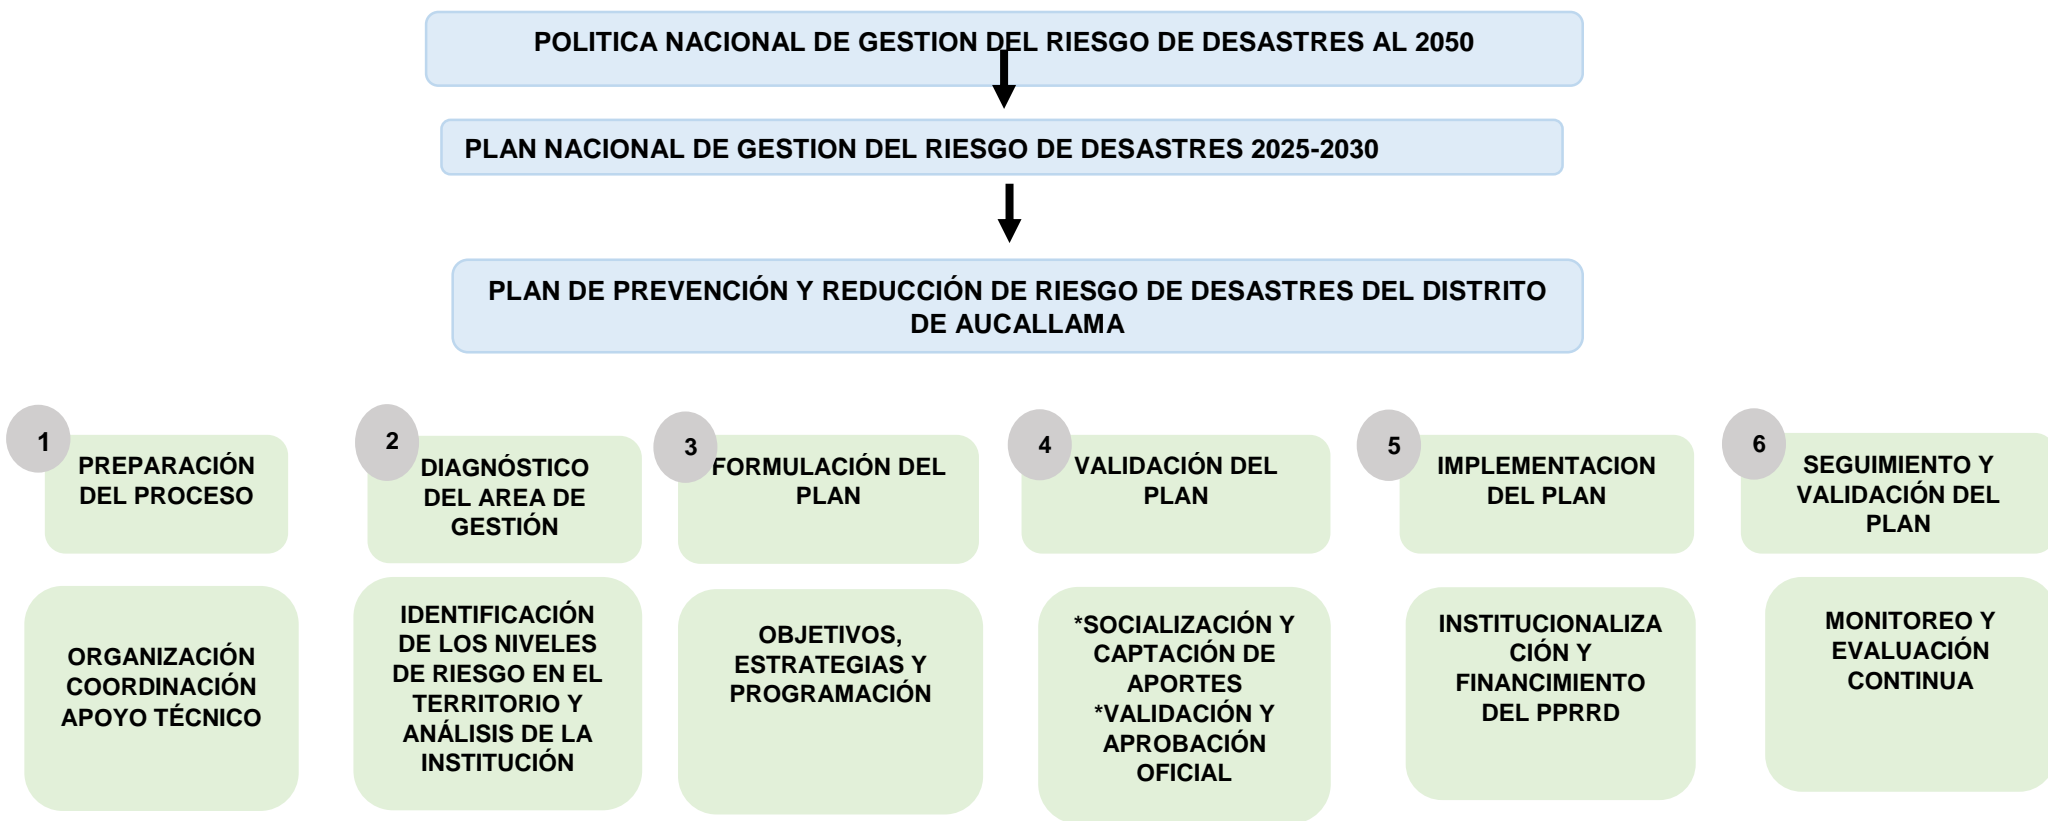 POLITICA NACIONAL DE GESTION DEL RIESGO DE DESASTRES AL 2050
PLAN NACIONAL DE GESTION DEL RIESGO DE DESASTRES 2025-2030
PLAN DE PREVENCIÓN Y REDUCCIÓN DE RIESGO DE DESASTRES DEL DISTRITO
DE AUCALLAMA
1
PREPARACIÓN
DEL PROCESO
2
DIAGNÓSTICO
DEL AREA DE
GESTIÓN
3
FORMULACIÓN DEL
PLAN
4
VALIDACIÓN DEL
PLAN
5
IMPLEMENTACION
DEL PLAN
6
SEGUIMIENTO Y
VALIDACIÓN DEL
PLAN
ORGANIZACIÓN
COORDINACIÓN
APOYO TÉCNICO
IDENTIFICACIÓN
DE LOS NIVELES
DE RIESGO EN EL
TERRITORIO Y
ANÁLISIS DE LA
INSTITUCIÓN
OBJETIVOS,
ESTRATEGIAS Y
PROGRAMACIÓN
*SOCIALIZACIÓN Y
CAPTACIÓN DE
APORTES
*VALIDACIÓN Y
APROBACIÓN
OFICIAL
INSTITUCIONALIZA
CIÓN Y
FINANCIMIENTO
DEL PPRRD
MONITOREO Y
EVALUACIÓN
CONTINUA